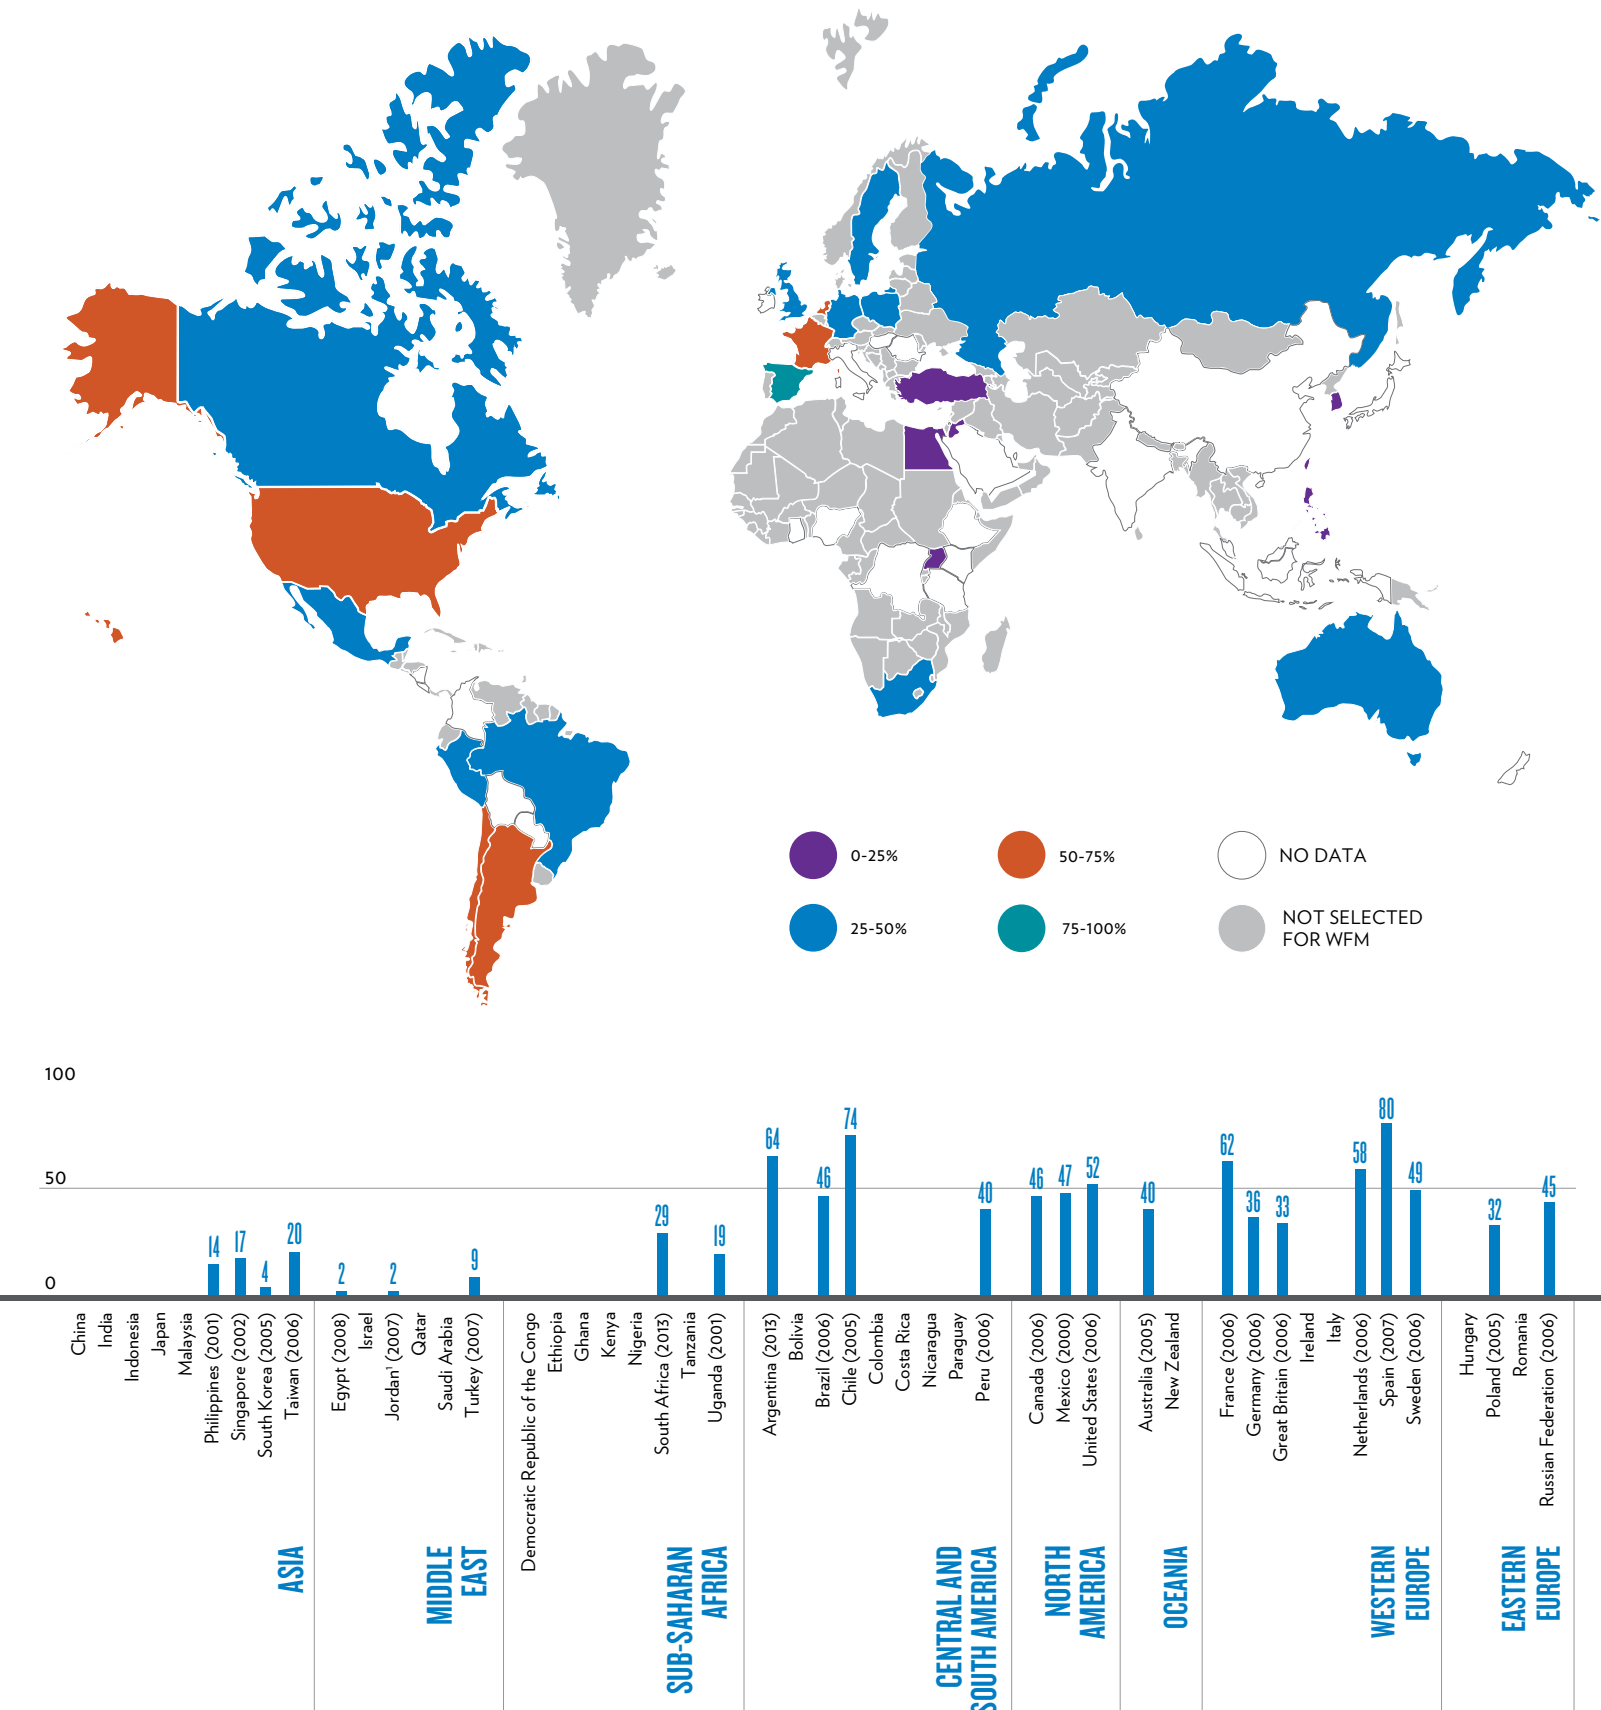 0-25%
50-75%
NO DATA
25-50%
75-100%
NOT SELECTED
FOR WFM
100
50
0
14
17
4
20
2
2
9
29
19
64
46
74
40
46
47
52
40
62
36
33
58
80
49
32
45
China
India
Indonesia
Japan
Malaysia
Philippines (2001)
Singapore (2002)
South Korea (2005)
Taiwan (2006)
Egypt (2008)
Israel
Jordan¹ (2007)
Qatar
Saudi Arabia
Turkey (2007)
Democratic Republic of the Congo
Ethiopia
Ghana
Kenya
Nigeria
South Africa (2013)
Tanzania
Uganda (2001)
Argentina (2013)
Bolivia
Brazil (2006)
Chile (2005)
Colombia
Costa Rica
Nicaragua
Paraguay
Peru (2006)
Canada (2006)
Mexico (2000)
United States (2006)
Australia (2005)
New Zealand
France (2006)
Germany (2006)
Great Britain (2006)
Ireland
Italy
Netherlands (2006)
Spain (2007)
Sweden (2006)
Hungary
Poland (2005)
Romania
Russian Federation (2006)
ASIA
MIDDLE
EAST
SUB-SAHARAN
AFRICA
CENTRAL AND
SOUTH AMERICA
NORTH
AMERICA
OCEANIA
WESTERN
EUROPE
EASTERN
EUROPE